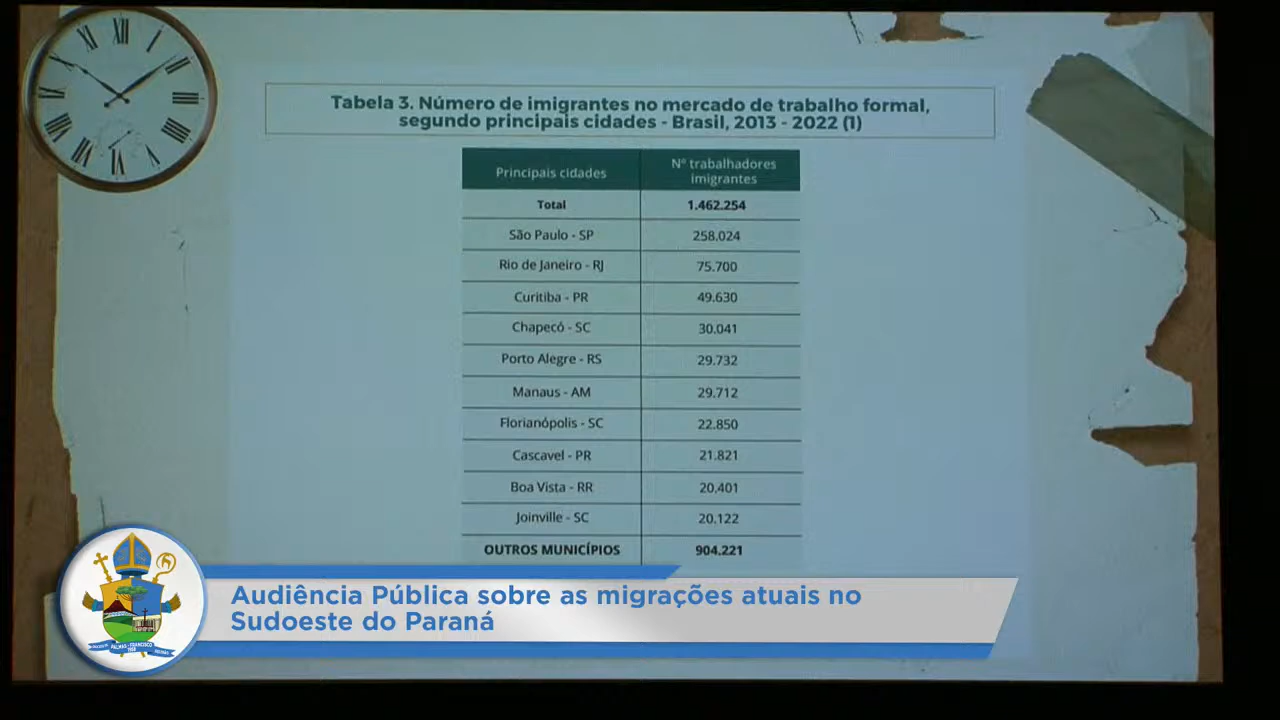 Tabela 3. Número de imigrantes no mercado de trabalho formal,
segundo principais cidades - Brasil, 2013 - 2022 (1)
Principais cidades
Nº trabalhadores
imigrantes
Total 1.462.254
São Paulo - SP 258.024
Rio de Janeiro - RJ 75.700
Curitiba - PR 49.630
Chapecó - SC 30.041
Porto Alegre - RS 29.732
Manaus - AM 29.712
Florianópolis - SC 22.850
Cascavel - PR 21.821
Boa Vista - RR 20.401
Joinville - SC 20.122
OUTROS MUNICÍPIOS 904.221
Audiência Pública sobre as migrações atuais no
Sudoeste do Paraná
PALMAS - FRANCISCO